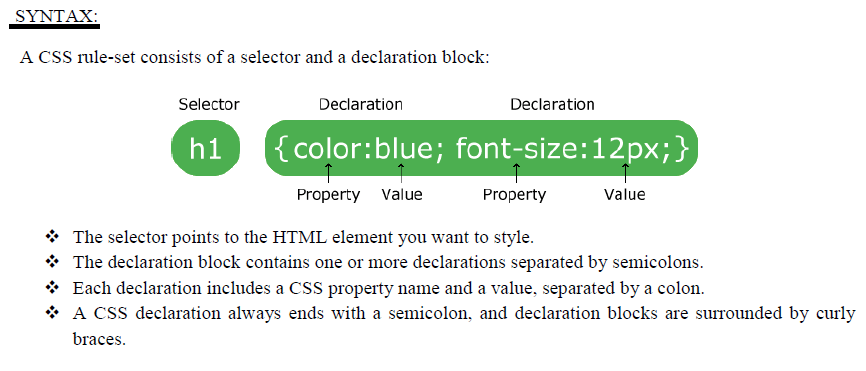 SYNTAX:
A CSS rule-set consists of a selector and a declaration block:
Selector Declaration Declaration
h1 {color:blue; font-size:12px;}
Property Value Property Value
❖ The selector points to the HTML element you want to style.
❖ The declaration block contains one or more declarations separated by semicolons.
❖ Each declaration includes a CSS property name and a value, separated by a colon.
❖ A CSS declaration always ends with a semicolon, and declaration blocks are surrounded by curly
braces.